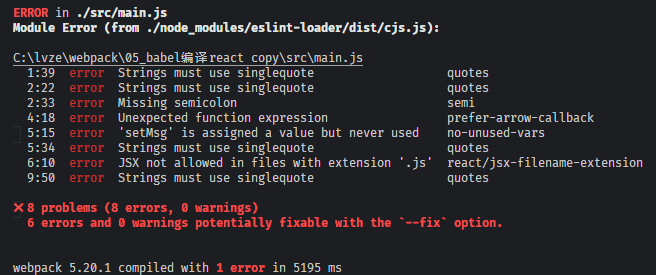 ERROR in ./src/main.js
Module Error (from ./node_modules/eslint-loader/dist/cjs.js):
C:\lvze\webpack\05_babel编译react copy\src\main.js
1:39 error Strings must use singlequote quotes
2:22 error Strings must use singlequote quotes
2:33 error Missing semicolon semi
4:18 error Unexpected function expression prefer-arrow-callback
5:15 error 'setMsg' is assigned a value but never used no-unused-vars
5:34 error Strings must use singlequote quotes
6:10 error JSX not allowed in files with extension '.js' react/jsx-filename-extension
9:50 error Strings must use singlequote quotes
✕ 8 problems (8 errors, 0 warnings)
6 errors and 0 warnings potentially fixable with the `--fix` option.
webpack 5.20.1 compiled with 1 error in 5195 ms